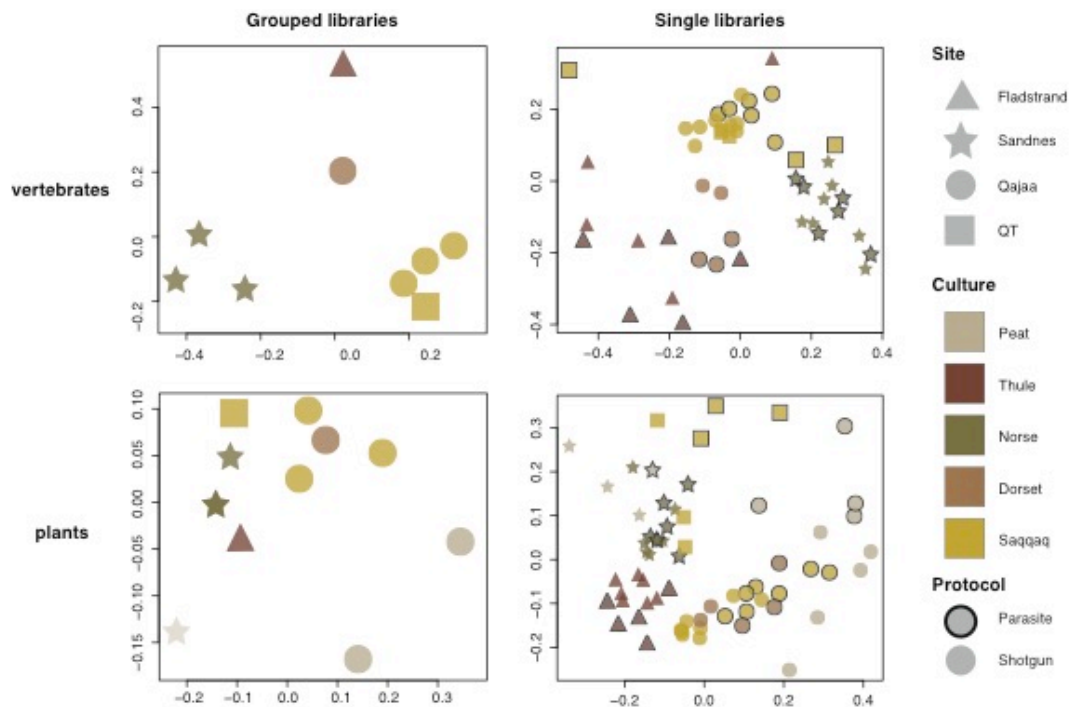 Grouped libraries
Single libraries
vertebrates
0.4
0.2
0.0
−0.2
−0.4 −0.2 0.0 0.2
0.2
0.0
−0.2
−0.4
−0.4 −0.2 0.0 0.2 0.4
plants
0.10
0.05
0.00
−0.05
−0.10
−0.15
−0.2 −0.1 0.0 0.1 0.2 0.3 0.4
0.3
0.2
0.1
0.0
−0.1
−0.2
−0.2 0.0 0.2 0.4
Site
Fladstrand
Sandnes
Qajaa
QT
Culture
Peat
Thule
Norse
Dorset
Saqqaq
Protocol
Parasite
Shotgun